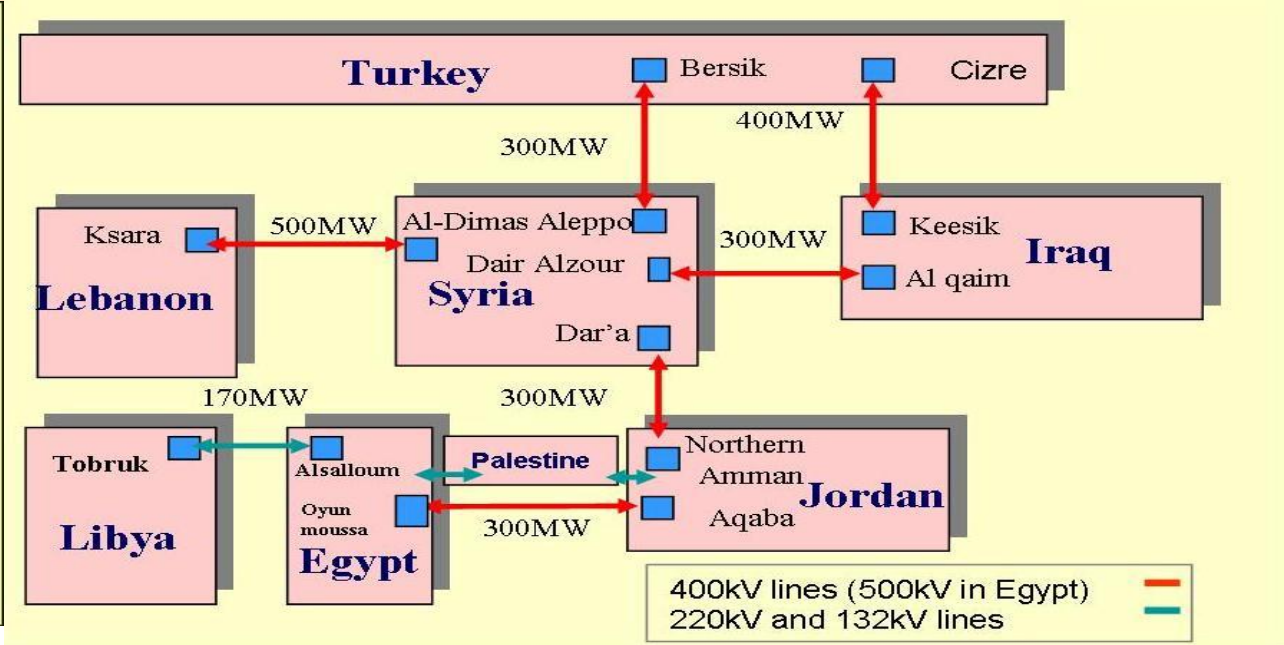 Turkey
Bersik
Cizre
400MW
300MW
Ksara
500MW
Al-Dimas Aleppo
Dair Alzour
Syria
Dar’a
300MW
Keesik
Iraq
Al qaim
Lebanon
170MW
300MW
Tobruk
Libya
Alsalloum
Oyun
moussa
Egypt
Palestine
300MW
Northern
Amman
Jordan
Aqaba
400kV lines (500kV in Egypt)
220kV and 132kV lines